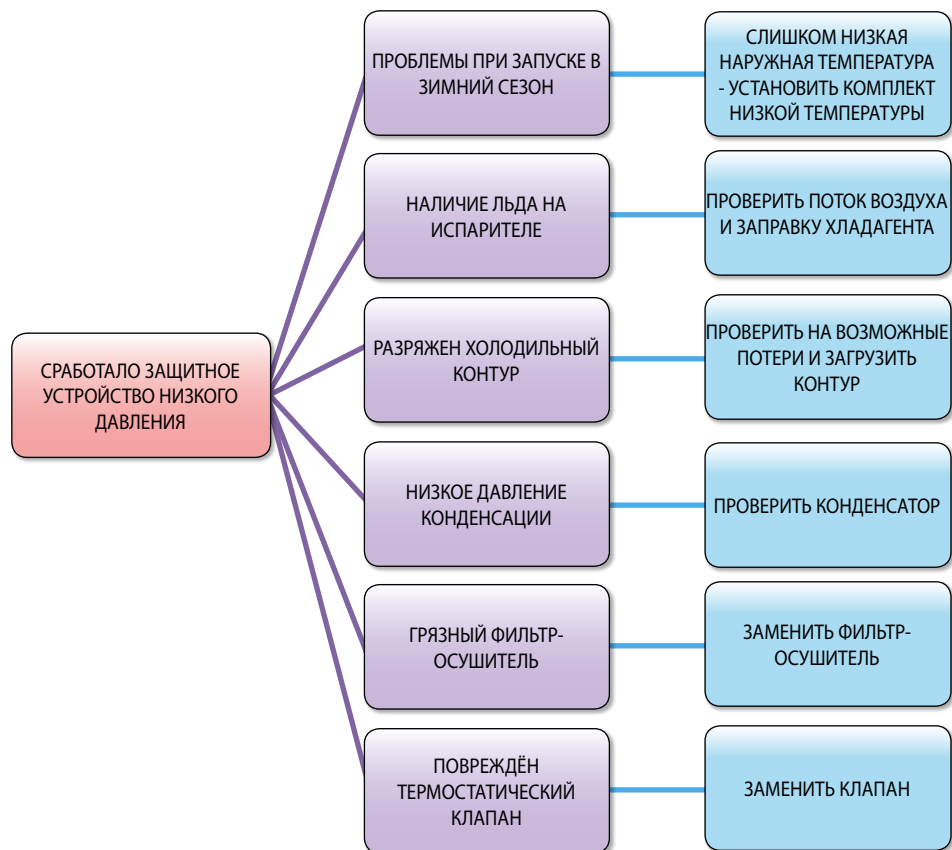 СРАБОТАЛО ЗАЩИТНОЕ
УСТРОЙСТВО НИЗКОГО
ДАВЛЕНИЯ
ПРОБЛЕМЫ ПРИ ЗАПУСКЕ В
ЗИМНИЙ СЕЗОН
СЛИШКОМ НИЗКАЯ
НАРУЖНАЯ ТЕМПЕРАТУРА
- УСТАНОВИТЬ КОМПЛЕКТ
НИЗКОЙ ТЕМПЕРАТУРЫ
НАЛИЧИЕ ЛЬДА НА
ИСПАРИТЕЛЕ
ПРОВЕРИТЬ ПОТОК ВОЗДУХА
И ЗАПРАВКУ ХЛАДАГЕНТА
РАЗРЯЖЕН ХОЛОДИЛЬНЫЙ
КОНТУР
ПРОВЕРИТЬ НА ВОЗМОЖНЫЕ
ПОТЕРИ И ЗАГРУЗИТЬ
КОНТУР
НИЗКОЕ ДАВЛЕНИЕ
КОНДЕНСАЦИИ
ПРОВЕРИТЬ КОНДЕНСАТОР
ГРЯЗНЫЙ ФИЛЬТР-
ОСУШИТЕЛЬ
ЗАМЕНИТЬ ФИЛЬТР-
ОСУШИТЕЛЬ
ПОВРЕЖДЁН
ТЕРМОСТАТИЧЕСКИЙ
КЛАПАН
ЗАМЕНИТЬ КЛАПАН